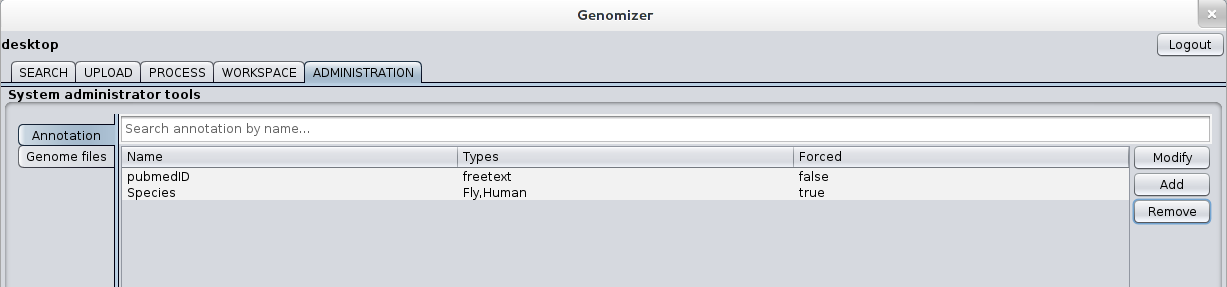 Genomizer
desktop
Logout
SEARCH UPLOAD PROCESS WORKSPACE ADMINISTRATION
System administrator tools
Annotation
Genome files
Search annotation by name...
Name Types Forced
pubmedID freetext false
Species Fly,Human true
Modify
Add
Remove